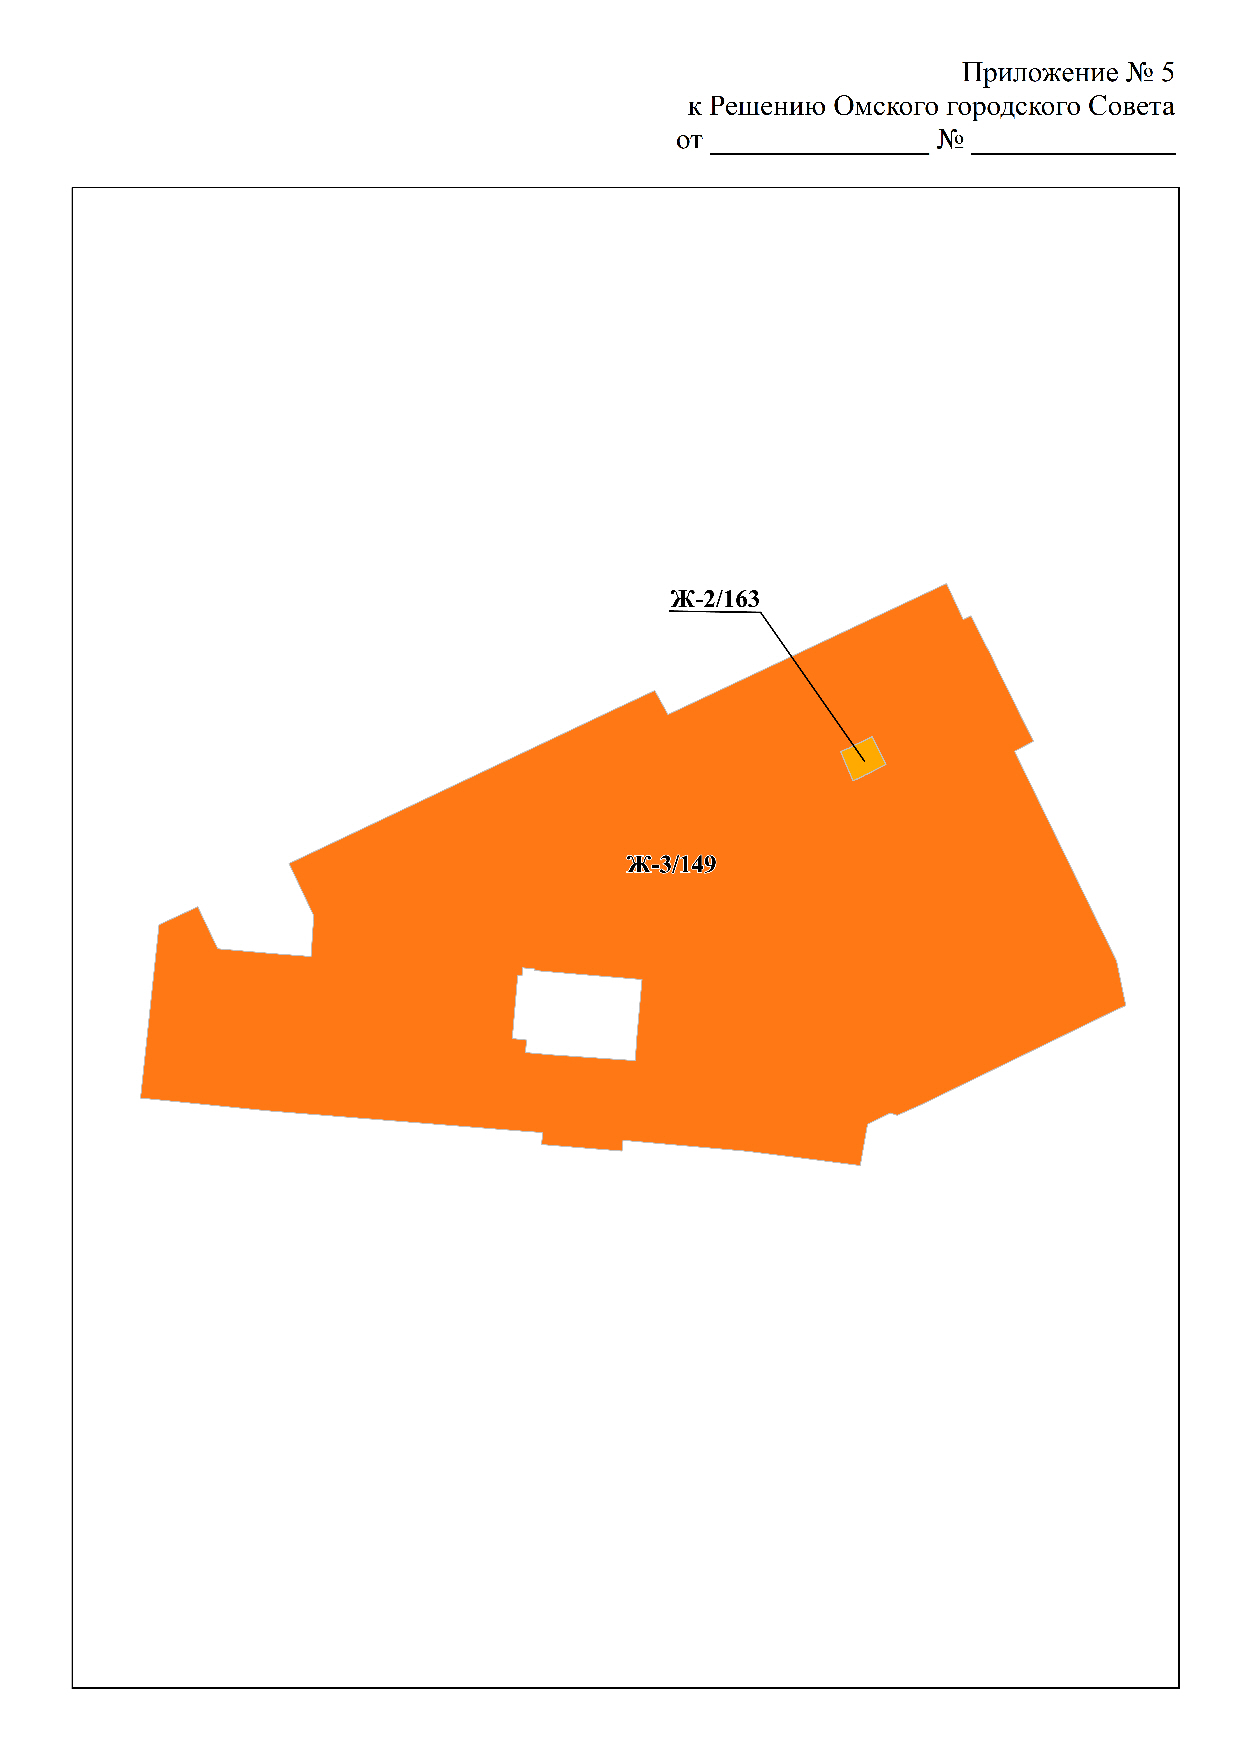 Приложение № 5
к Решению Омского городского Совета
от ________________ № _______________
Ж-2/163
Ж-3/149